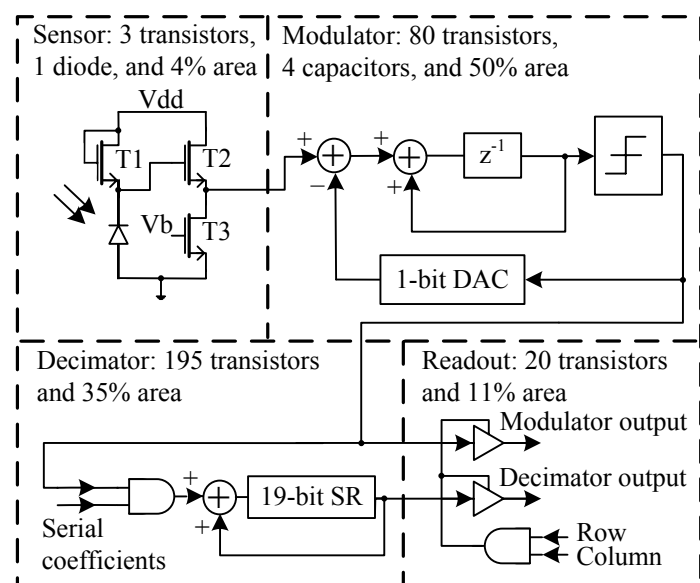 Sensor: 3 transistors,
1 diode, and 4% area
Vdd
T1
T2
Vb
T3
Modulator: 80 transistors,
4 capacitors, and 50% area
+
+
+
−
+
z⁻¹
1-bit DAC
Decimator: 195 transistors
and 35% area
+
+
+
19-bit SR
Serial
coefficients
Readout: 20 transistors
and 11% area
Modulator output
Decimator output
Row
Column